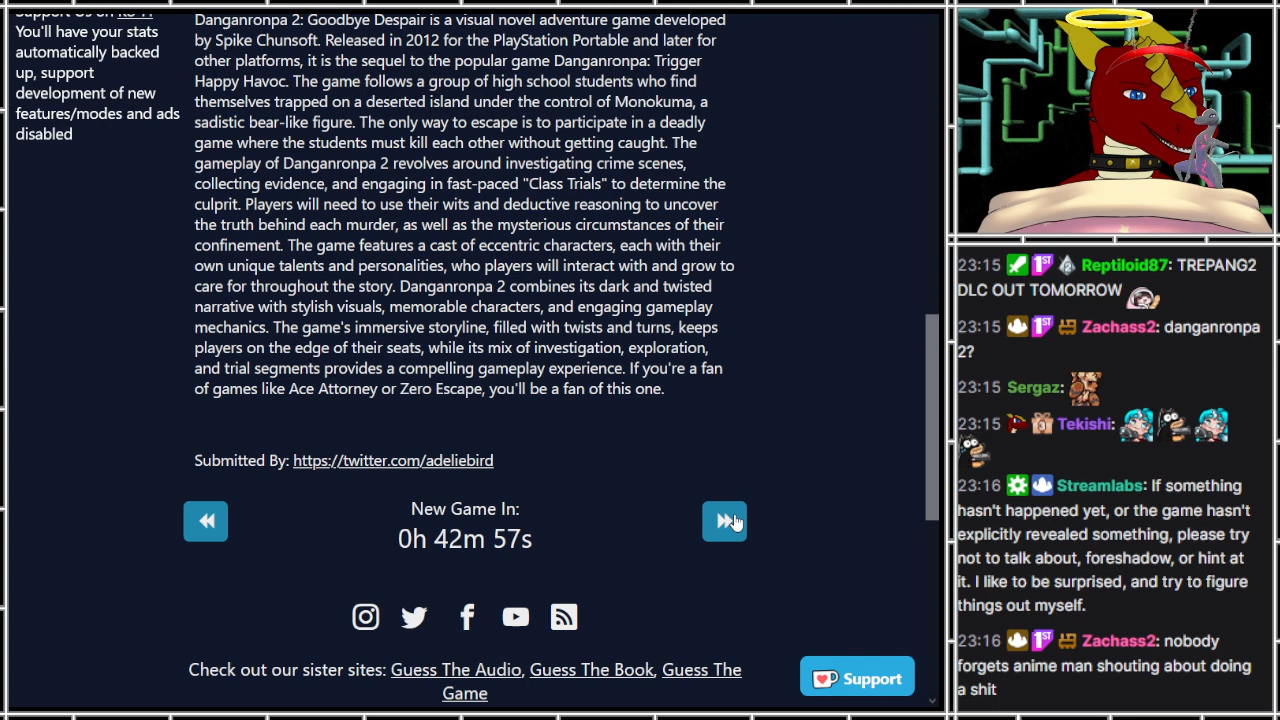 Support Us on Ko-Fi
You'll have your stats
automatically backed
up, support
development of new
features/modes and ads
disabled
Danganronpa 2: Goodbye Despair is a visual novel adventure game developed
by Spike Chunsoft. Released in 2012 for the PlayStation Portable and later for
other platforms, it is the sequel to the popular game Danganronpa: Trigger
Happy Havoc. The game follows a group of high school students who find
themselves trapped on a deserted island under the control of Monokuma, a
sadistic bear-like figure. The only way to escape is to participate in a deadly
game where the students must kill each other without getting caught. The
gameplay of Danganronpa 2 revolves around investigating crime scenes,
collecting evidence, and engaging in fast-paced "Class Trials" to determine the
culprit. Players will need to use their wits and deductive reasoning to uncover
the truth behind each murder, as well as the mysterious circumstances of their
confinement. The game features a cast of eccentric characters, each with their
own unique talents and personalities, who players will interact with and grow to
care for throughout the story. Danganronpa 2 combines its dark and twisted
narrative with stylish visuals, memorable characters, and engaging gameplay
mechanics. The game's immersive storyline, filled with twists and turns, keeps
players on the edge of their seats, while its mix of investigation, exploration,
and trial segments provides a compelling gameplay experience. If you're a fan
of games like Ace Attorney or Zero Escape, you'll be a fan of this one.
Submitted By: https://twitter.com/adeliebird
New Game In:
0h 42m 57s
Check out our sister sites: Guess The Audio, Guess The Book, Guess The
Game
Support
23:15 1ST 2 Reptiloid87: TREPANG2
DLC OUT TOMORROW
23:15 1ST Zachass2: danganronpa
2?
23:15 Sergaz:
23:15 3 Tekishi:
23:16 Streamlabs: If something
hasn't happened yet, or the game hasn't
explicitly revealed something, please try
not to talk about, foreshadow, or hint at
it. I like to be surprised, and try to figure
things out myself.
23:16 1ST Zachass2: nobody
forgets anime man shouting about doing
a shit